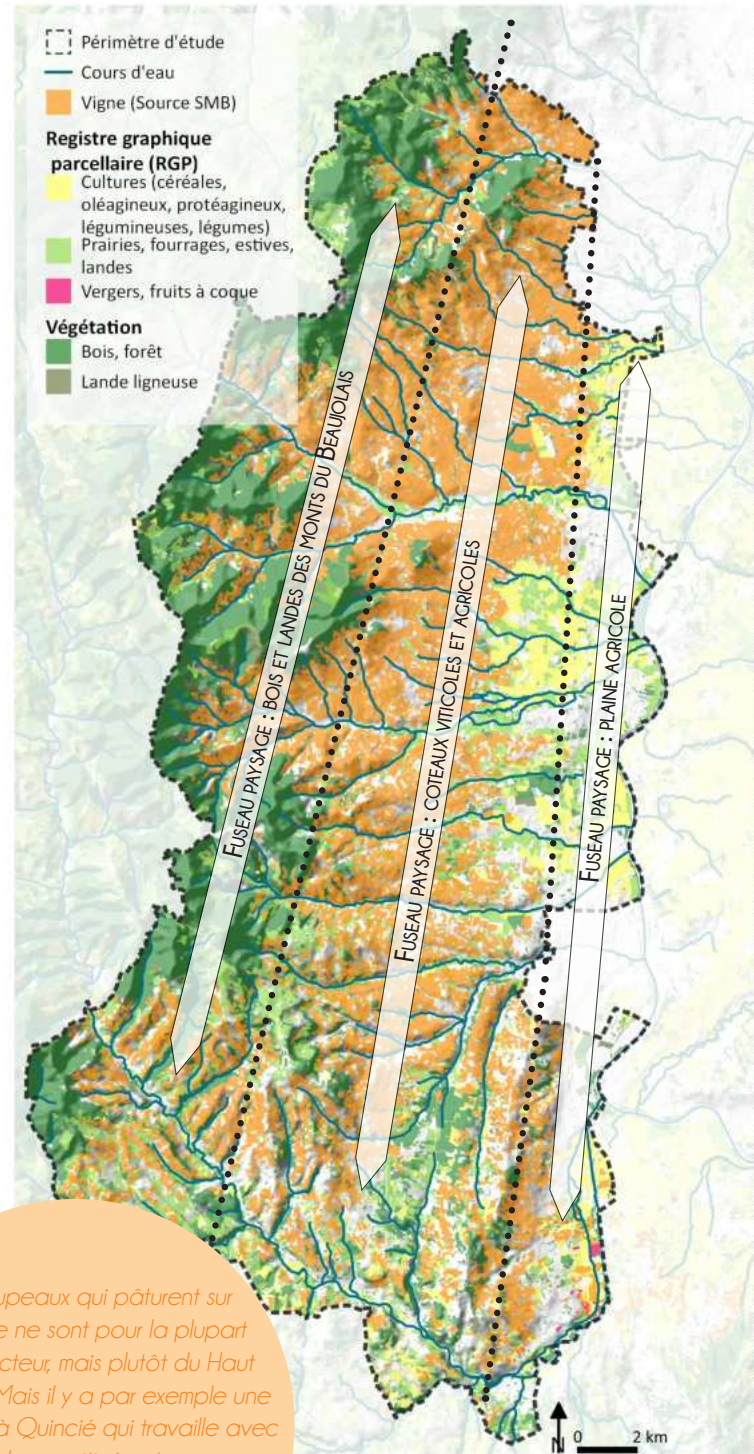 Périmètre d'étude
Cours d'eau
Vigne (Source SMB)
Registre graphique
parcellaire (RGP)
Cultures (céréales,
oléagineux, protéagineux,
légumineuses, légumes)
Prairies, fourrages, estives,
landes
Vergers, fruits à coque
Végétation
Bois, forêt
Lande ligneuse
FUSEAU PAYSAGE : BOIS ET LANDES DES MONTS DU BEAUJOLAIS
FUSEAU PAYSAGE : COTEAUX VITICOLES ET AGRICOLES
FUSEAU PAYSAGE : PLAINE AGRICOLE
upeaux qui pâturent sur
e ne sont pour la plupart
cteur, mais plutôt du Haut
Mais il y a par exemple une
à Quincié qui travaille avec
N 0 2 km